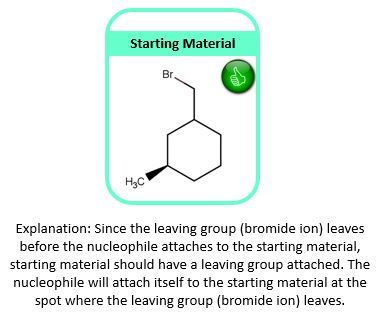 Starting Material
Br
H₃C
Explanation: Since the leaving group (bromide ion) leaves
before the nucleophile attaches to the starting material,
starting material should have a leaving group attached. The
nucleophile will attach itself to the starting material at the
spot where the leaving group (bromide ion) leaves.